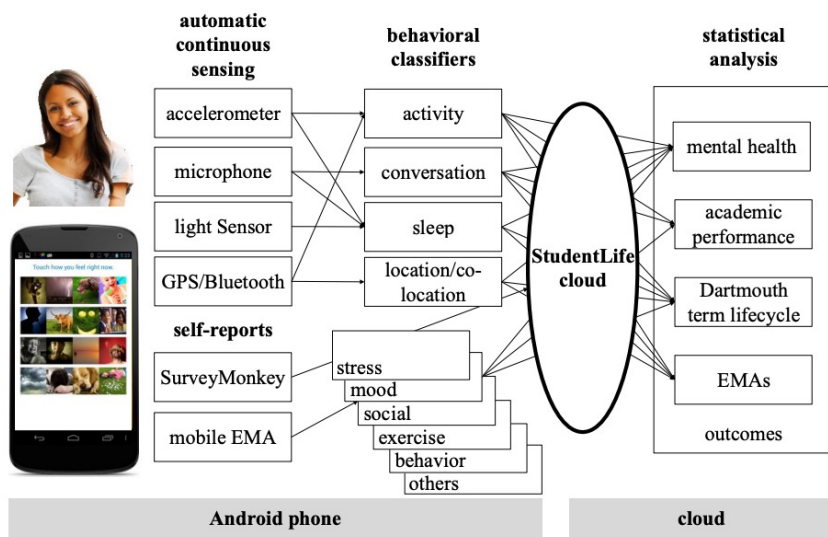 automatic
continuous
sensing
behavioral
classifiers
statistical
analysis
accelerometer
activity
mental health
microphone
conversation
academic
performance
light Sensor
sleep
StudentLife
cloud
GPS/Bluetooth
location/co-
location
Dartmouth
term lifecycle
self-reports
SurveyMonkey
stress
mood
social
exercise
behavior
others
EMAs
mobile EMA
outcomes
Touch how you feel right now.
Android phone
cloud